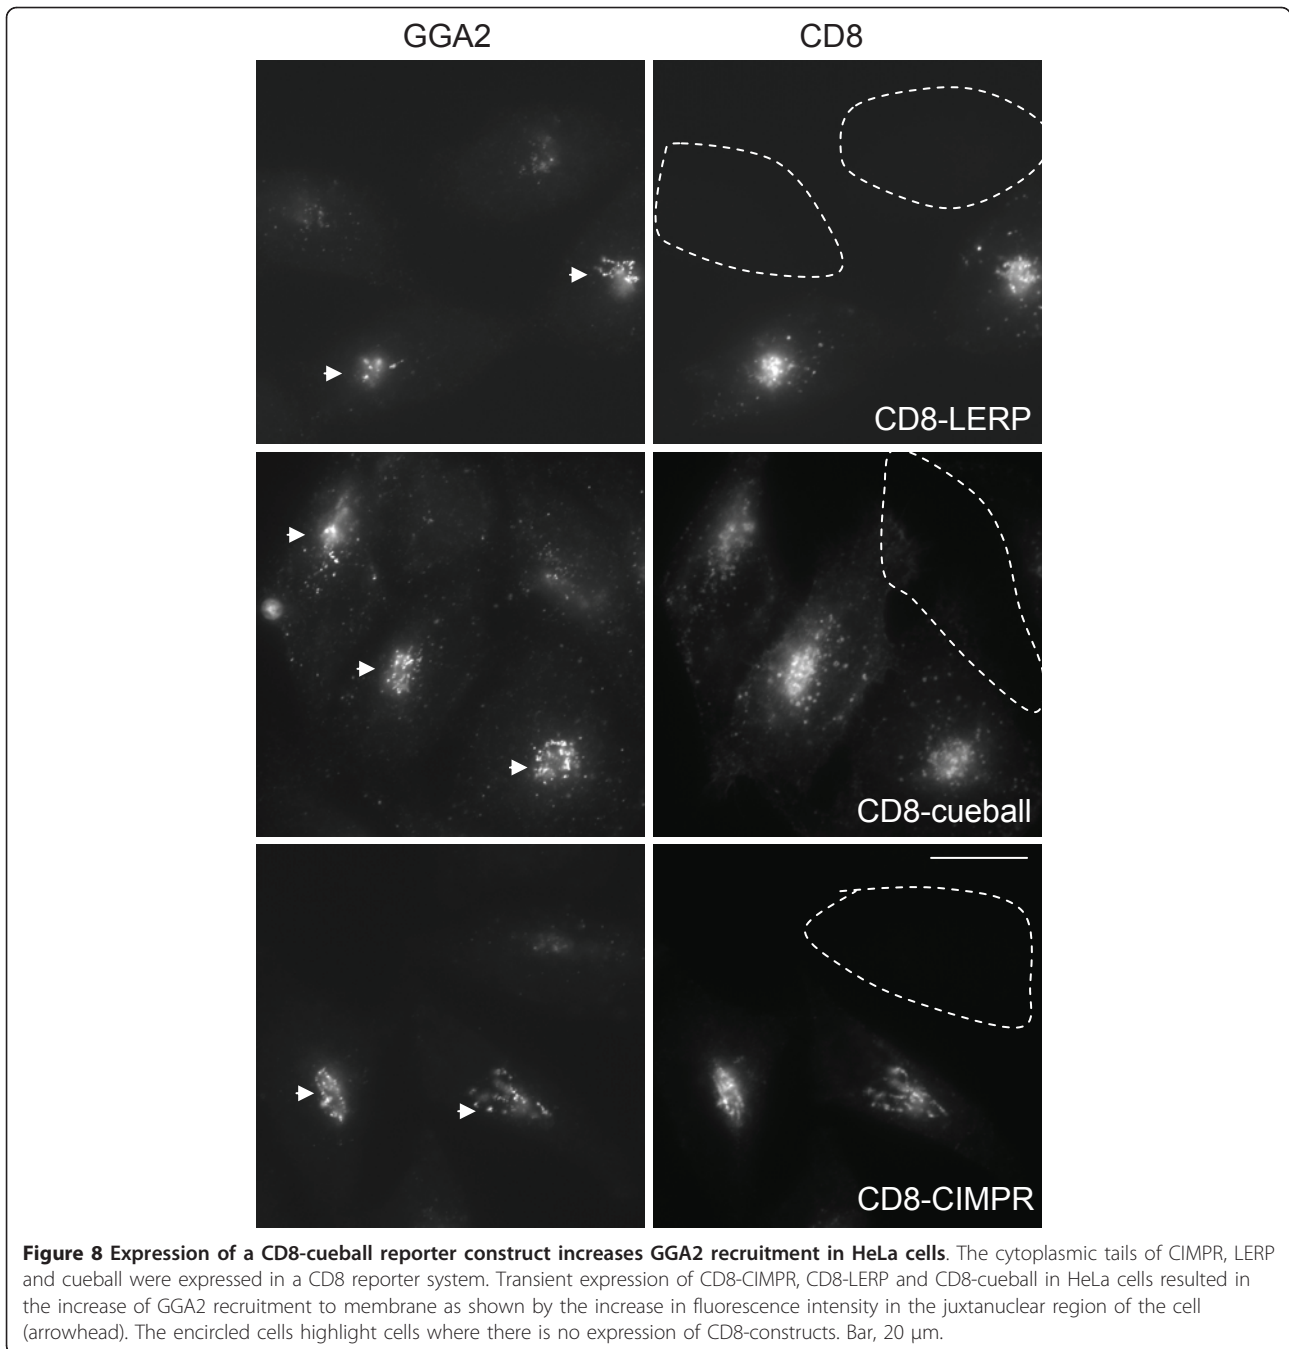 GGA2 CD8
CD8-LERP
CD8-cueball
CD8-CIMPR
Figure 8 Expression of a CD8-cueball reporter construct increases GGA2 recruitment in HeLa cells. The cytoplasmic tails of CIMPR, LERP
and cueball were expressed in a CD8 reporter system. Transient expression of CD8-CIMPR, CD8-LERP and CD8-cueball in HeLa cells resulted in
the increase of GGA2 recruitment to membrane as shown by the increase in fluorescence intensity in the juxtanuclear region of the cell
(arrowhead). The encircled cells highlight cells where there is no expression of CD8-constructs. Bar, 20 μm.